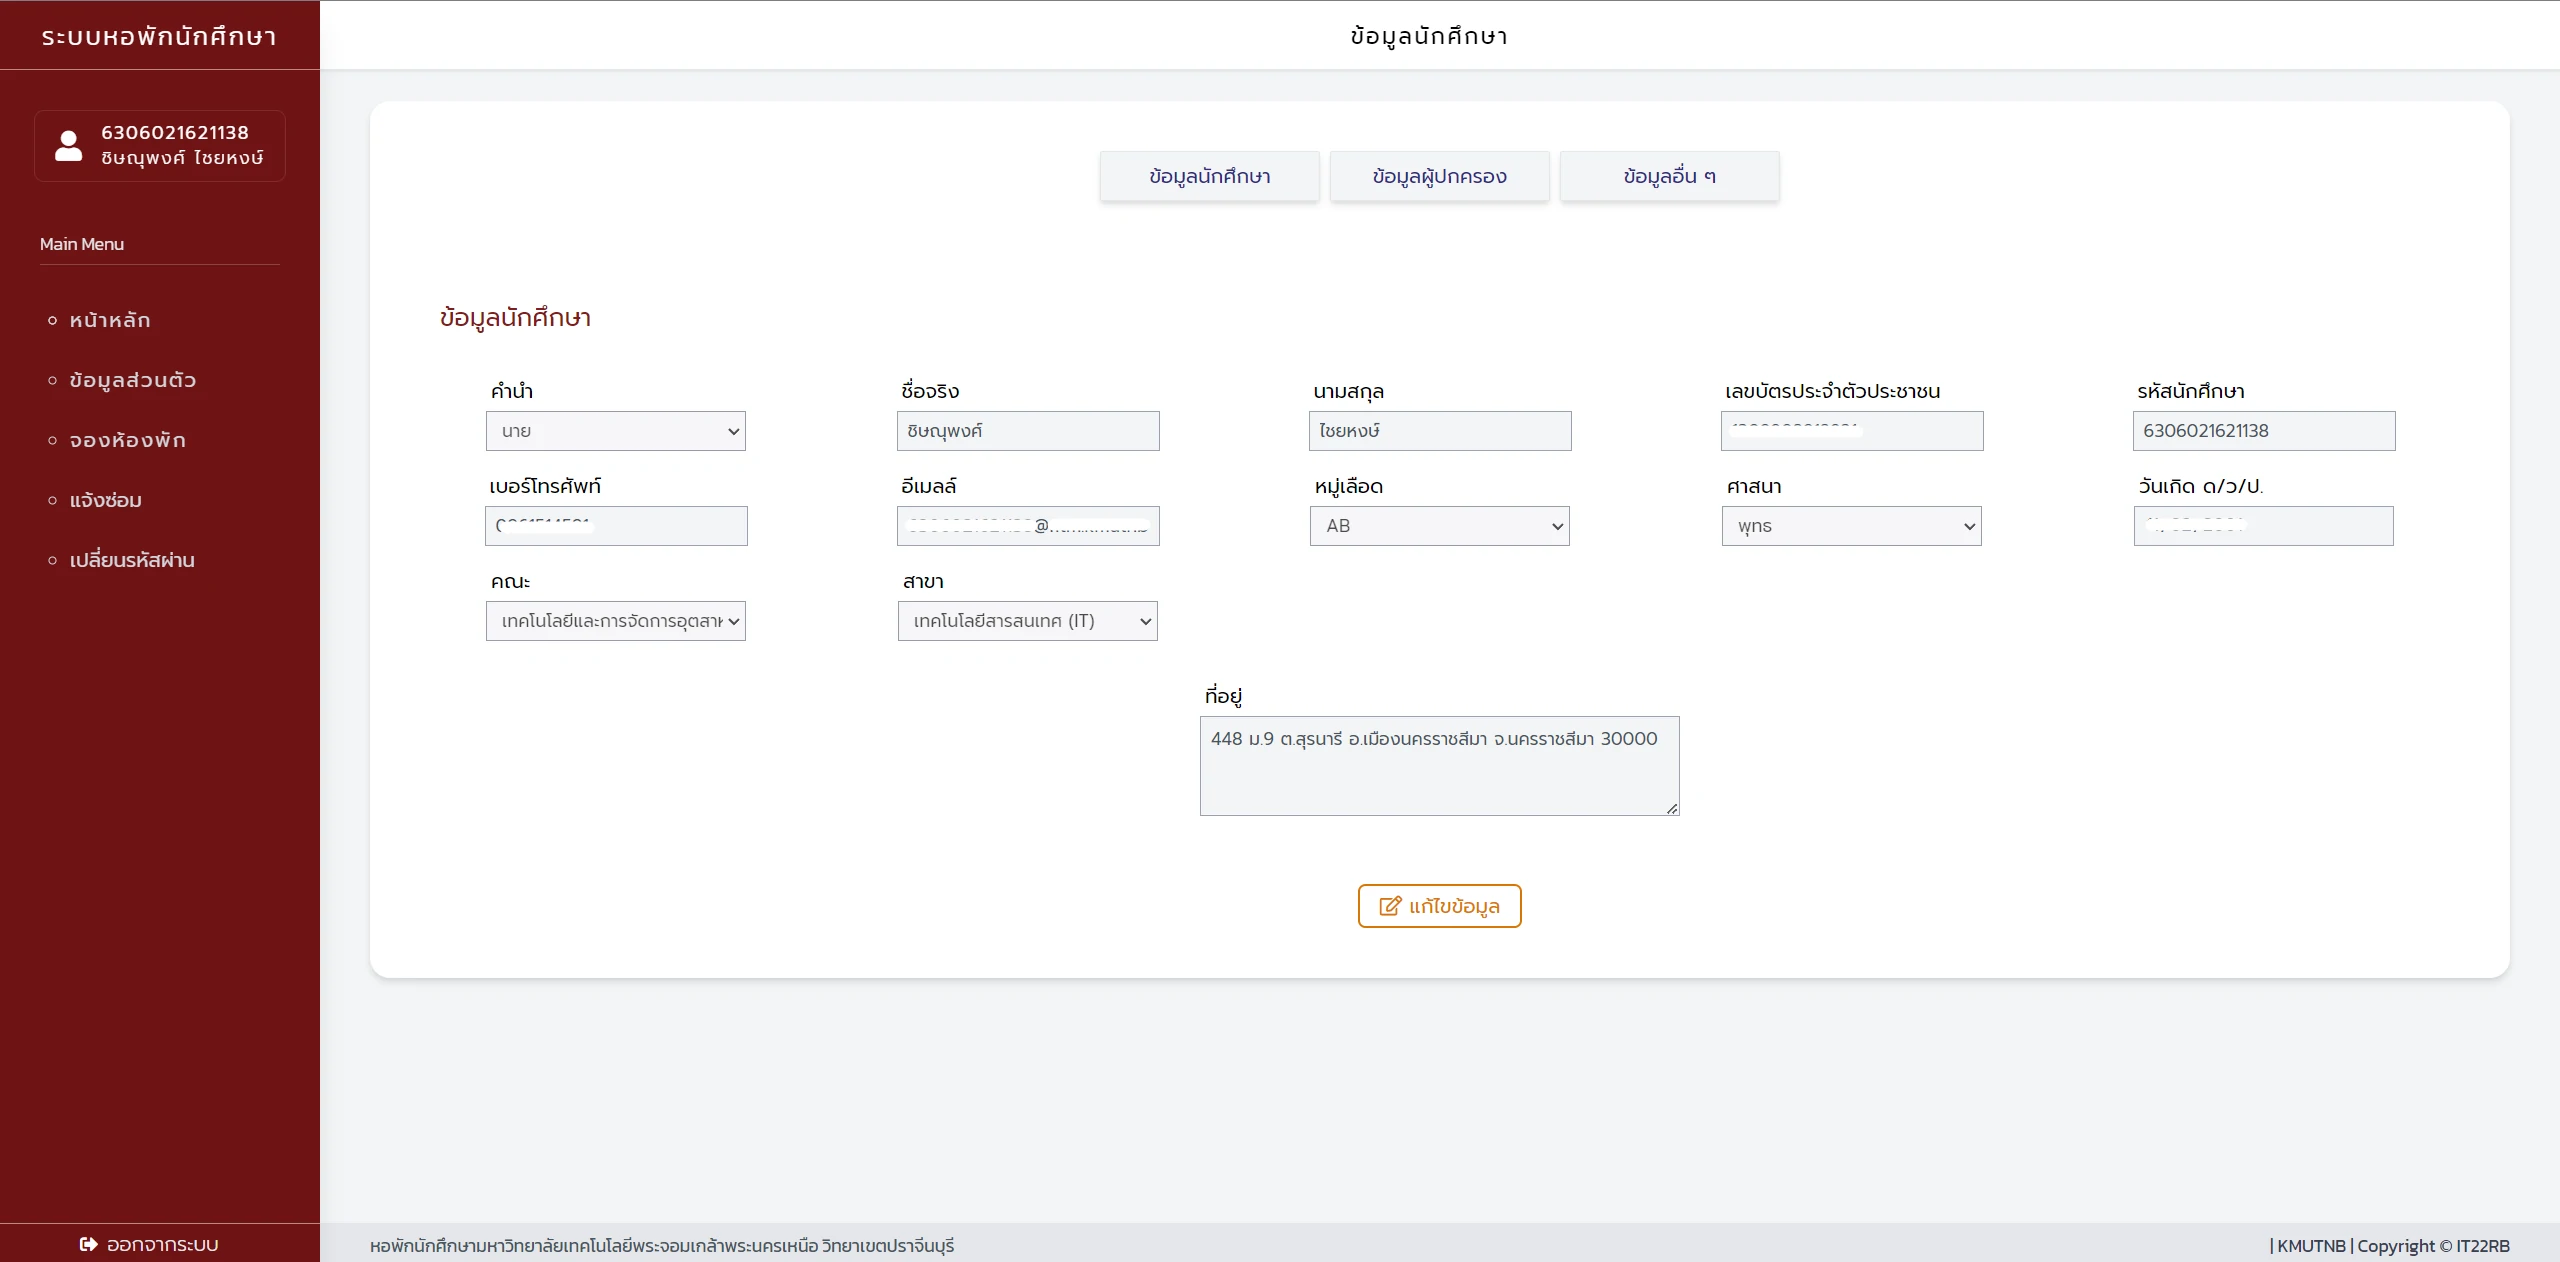 ระบบหอพักนักศึกษา
ข้อมูลนักศึกษา
6306021621138
ชิษณุพงศ์ ไชยหงษ์
Main Menu
หน้าหลัก
ข้อมูลส่วนตัว
จองห้องพัก
แจ้งซ่อม
เปลี่ยนรหัสผ่าน
ออกจากระบบ
ข้อมูลนักศึกษา ข้อมูลผู้ปกครอง ข้อมูลอื่น ๆ
ข้อมูลนักศึกษา
คำนำ ชื่อจริง นามสกุล เลขบัตรประจำตัวประชาชน รหัสนักศึกษา
นาย ชิษณุพงศ์ ไชยหงษ์ 6306021621138
เบอร์โทรศัพท์ อีเมลล์ หมู่เลือด ศาสนา วันเกิด ด/ว/ป.
@ AB พุทธ
คณะ สาขา
เทคโนโลยีและการจัดการอุตสาห เทคโนโลยีสารสนเทศ (IT)
ที่อยู่
448 ม.9 ต.สุรนารี อ.เมืองนครราชสีมา จ.นครราชสีมา 30000
แก้ไขข้อมูล
หอพักนักศึกษามหาวิทยาลัยเทคโนโลยีพระจอมเกล้าพระนครเหนือ วิทยาเขตปราจีนบุรี
| KMUTNB | Copyright © IT22RB